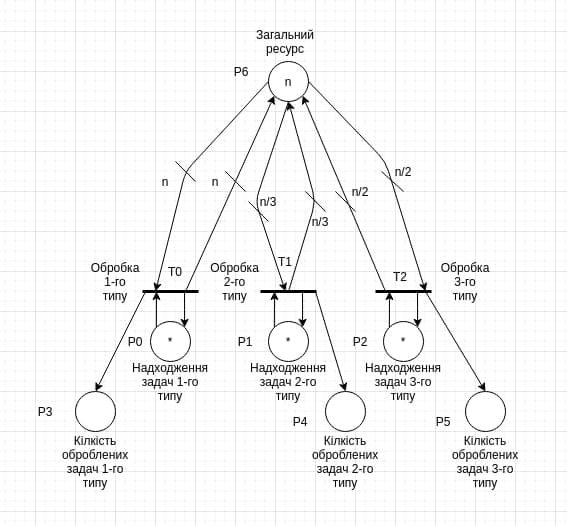 Загальний
ресурс
P6
n
n
n
n/3
n/3
n/2
n/2
Обробка
1-го
типу
T0
Обробка
2-го
типу
T1
T2
Обробка
3-го
типу
P0
*
P1
*
P2
*
Надходження
задач 1-го
типу
Надходження
задач 2-го
типу
Надходження
задач 3-го
типу
P3
P4
P5
Кілкість
оброблених
задач 1-го
типу
Кілкість
оброблених
задач 2-го
типу
Кілкість
оброблених
задач 3-го
типу